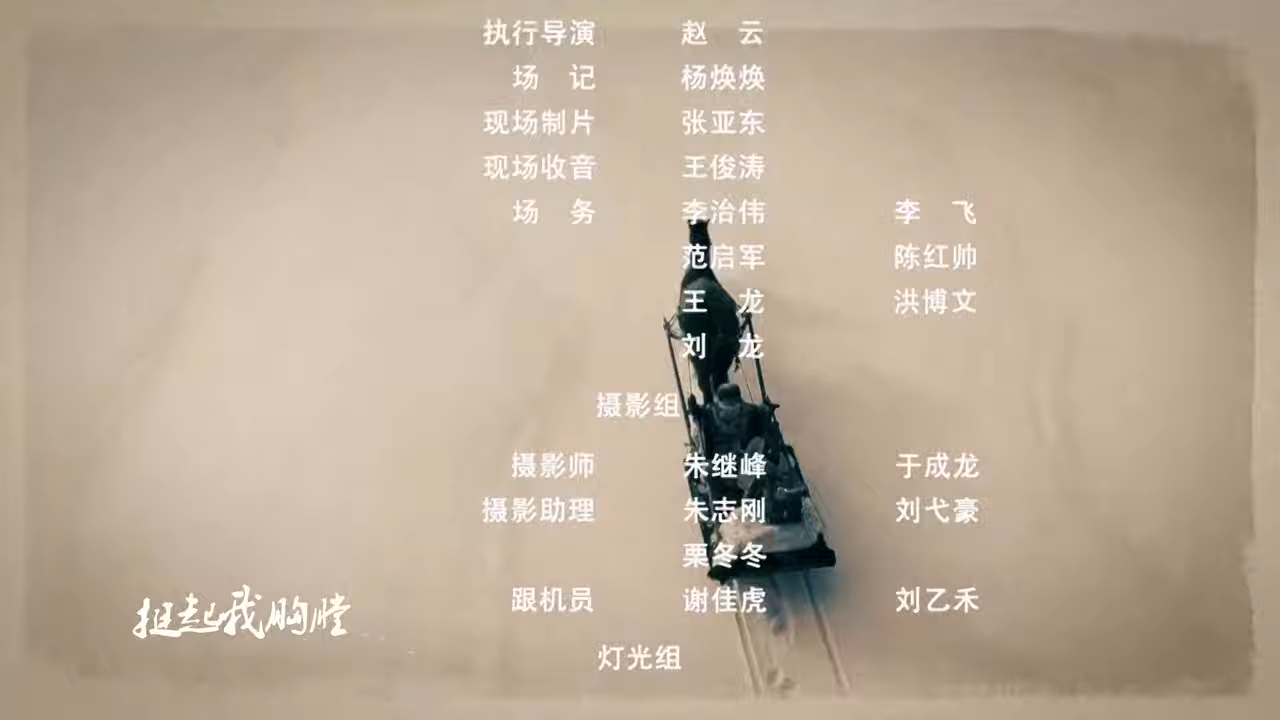 执行导演 赵云
场记 杨焕焕
现场制片 张亚东
现场收音 王俊涛
场务 李治伟 李飞
范启军 陈红帅
王龙 洪博文
刘龙
摄影组
摄影师 朱继峰 于成龙
摄影助理 朱志刚 刘弋豪
栗冬冬
跟机员 谢佳虎 刘乙禾
挺起我胸膛
灯光组